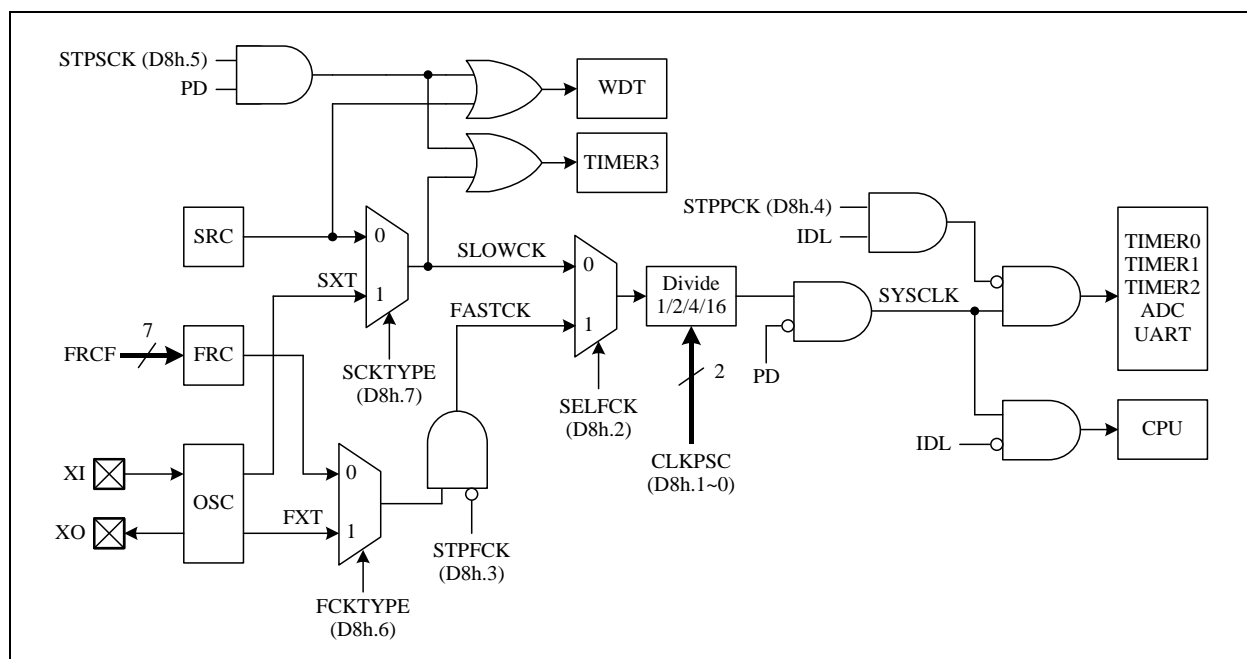 STPSCK (D8h.5)
PD
WDT
TIMER3
STPPCK (D8h.4)
IDL
SRC
0
SLOWCK
0
TIMER0
TIMER1
TIMER2
ADC
UART
SXT
1
Divide
1/2/4/16
SYSCLK
FASTCK
1
7
FRCF
FRC
SCKTYPE
(D8h.7)
2
PD
SELFCK
(D8h.2)
CPU
IDL
XI
0
CLKPSC
(D8h.1~0)
OSC
XO
FXT
1
STPFCK
(D8h.3)
FCKTYPE
(D8h.6)